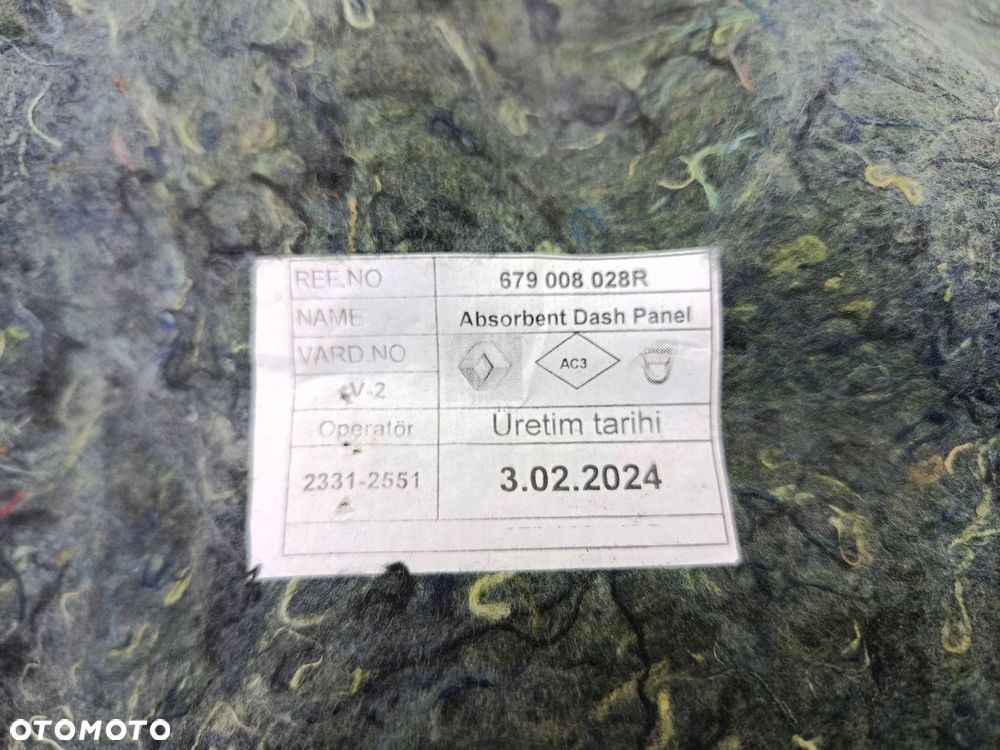 REF.NO 679 008 028R
NAME Absorbent Dash Panel
VARD.NO AC3
V-2
Operatör Üretim tarihi
2331-2551 3.02.2024
OTOMOTO